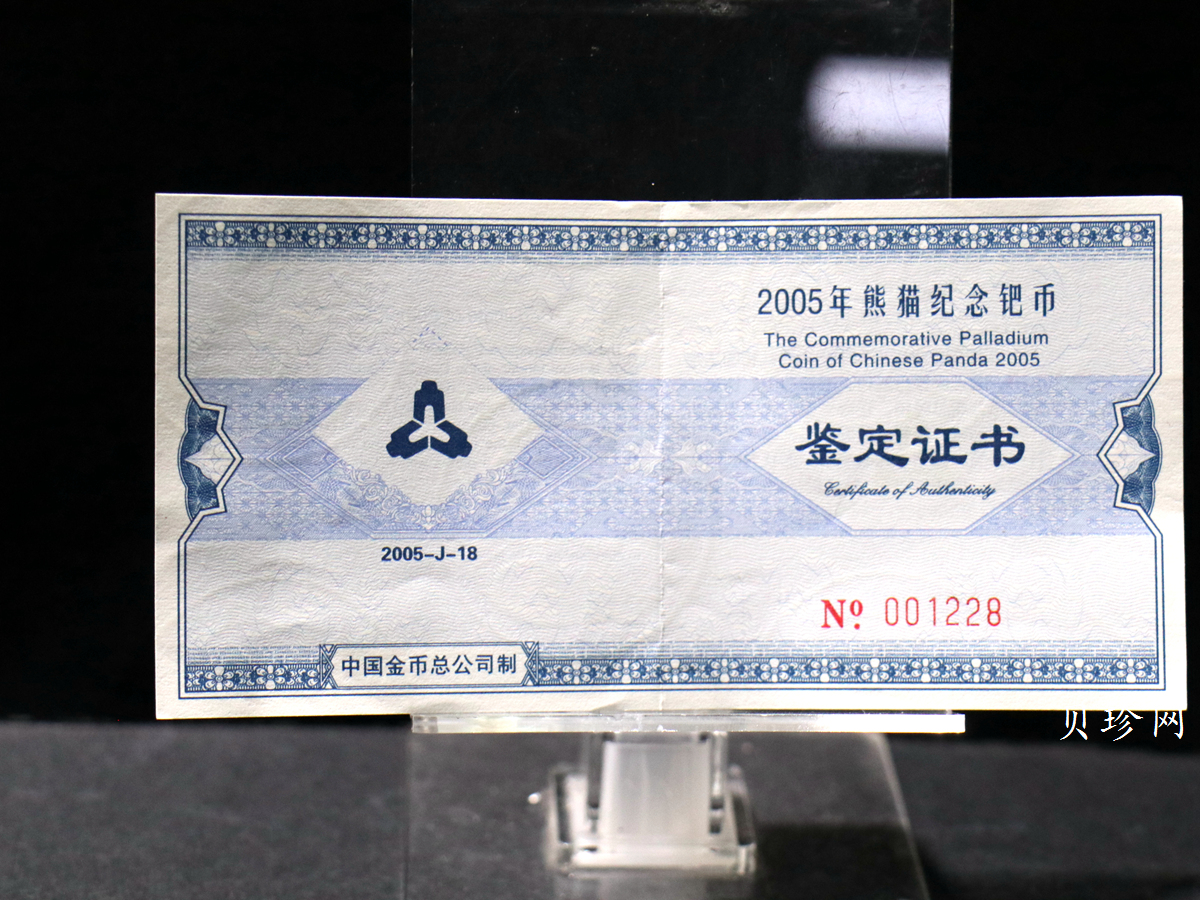 2005年熊猫纪念钯币
The Commemorative Palladium
Coin of Chinese Panda 2005
鉴定证书
Certificate of Authenticity
2005-J-18
Nº 001228
中国金币总公司制
贝珍网